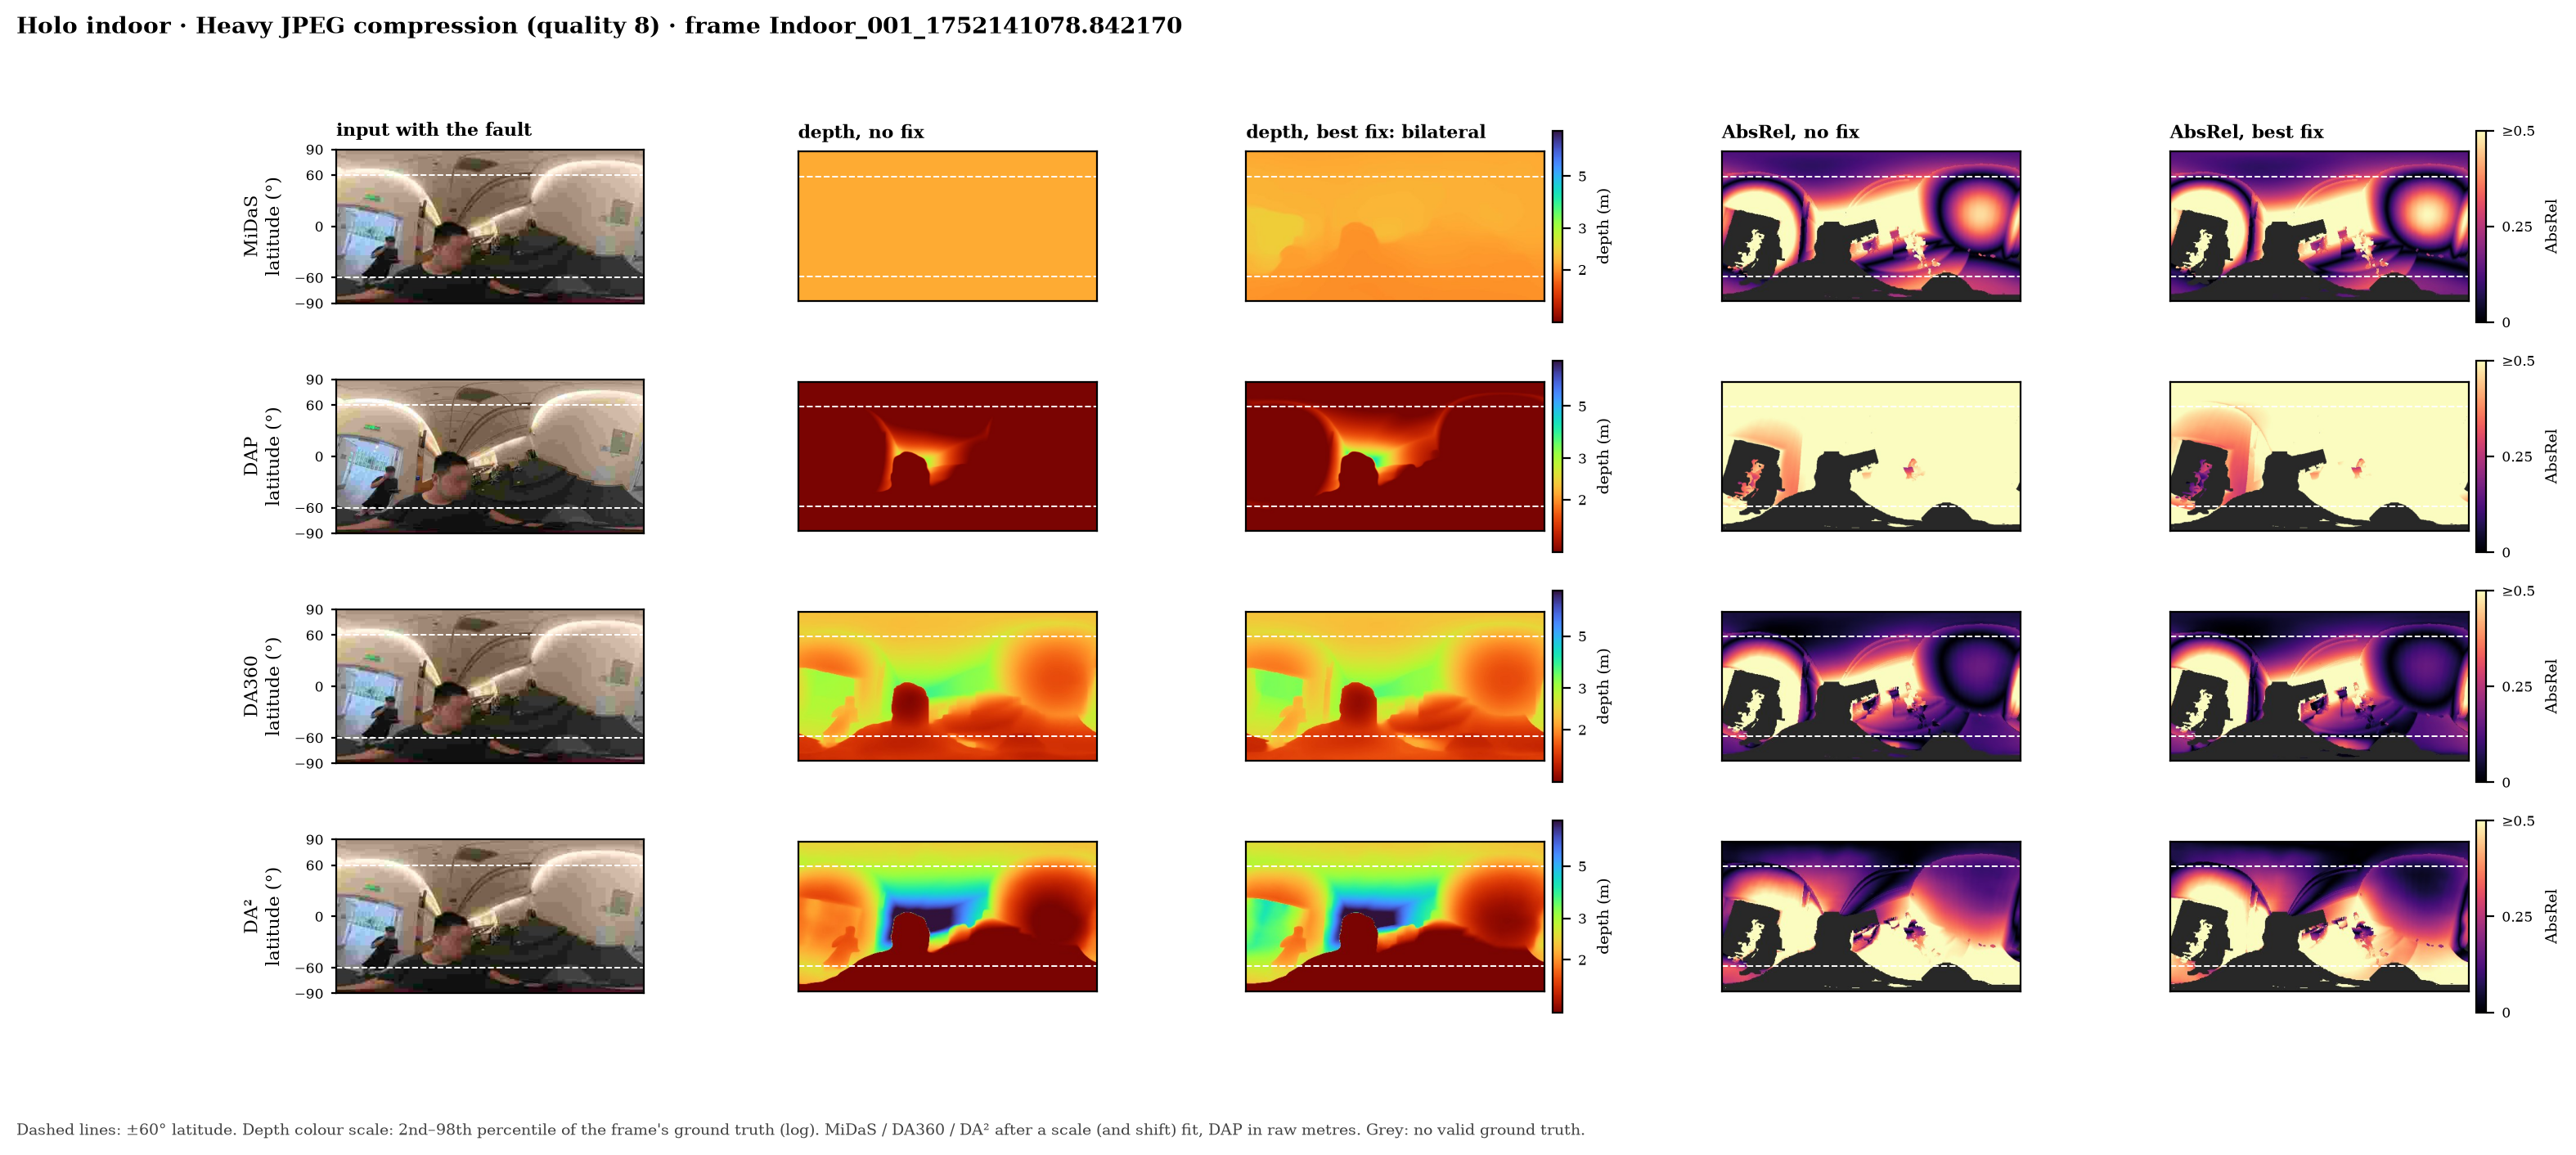 Holo indoor · Heavy JPEG compression (quality 8) · frame Indoor_001_1752141078.842170
input with the fault
depth, no fix
depth, best fix: bilateral
AbsRel, no fix
AbsRel, best fix
MiDaS
latitude (°)
90
60
0
−60
−90
5
3
2
depth (m)
≥0.5
0.25
0
AbsRel
DAP
latitude (°)
90
60
0
−60
−90
5
3
2
depth (m)
≥0.5
0.25
0
AbsRel
DA360
latitude (°)
90
60
0
−60
−90
5
3
2
depth (m)
≥0.5
0.25
0
AbsRel
DA²
latitude (°)
90
60
0
−60
−90
5
3
2
depth (m)
≥0.5
0.25
0
AbsRel
Dashed lines: ±60° latitude. Depth colour scale: 2nd–98th percentile of the frame's ground truth (log). MiDaS / DA360 / DA² after a scale (and shift) fit, DAP in raw metres. Grey: no valid ground truth.